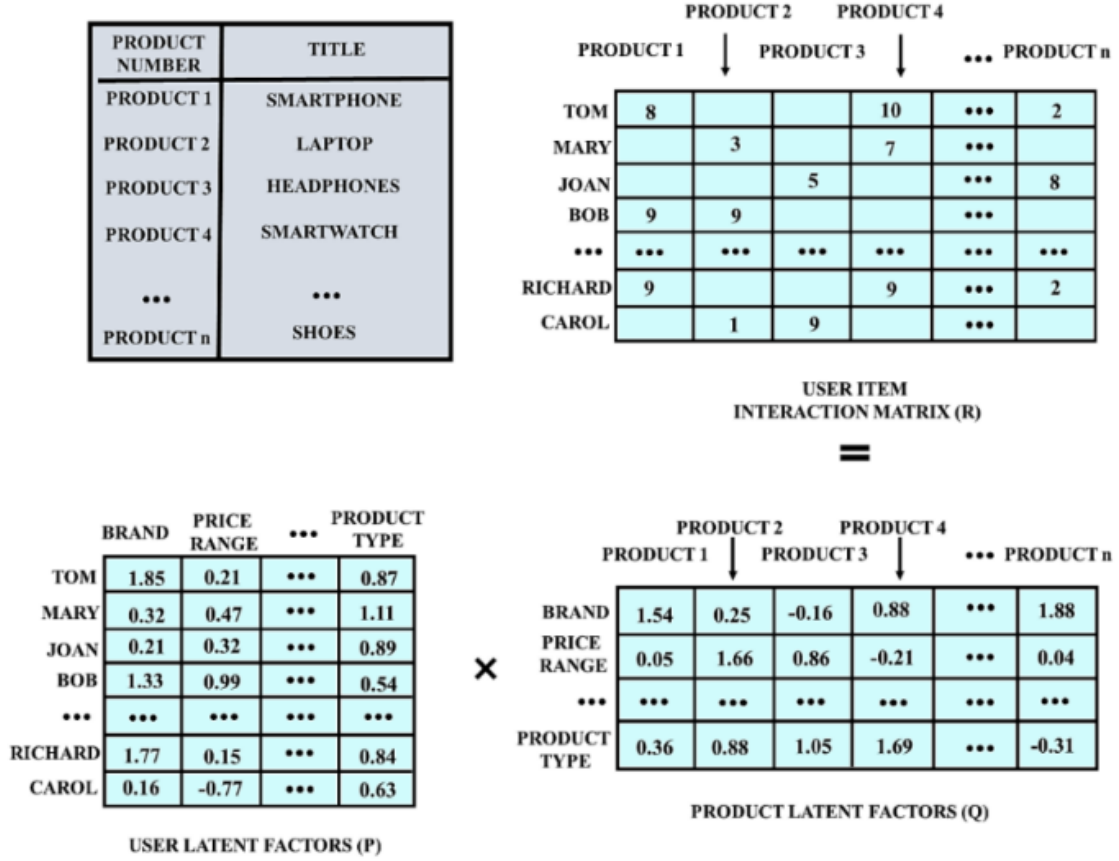 PRODUCT NUMBER TITLE
PRODUCT 1 SMARTPHONE
PRODUCT 2 LAPTOP
PRODUCT 3 HEADPHONES
PRODUCT 4 SMARTWATCH
••• •••
PRODUCT n SHOES
PRODUCT 2 PRODUCT 4
PRODUCT 1 PRODUCT 3 ••• PRODUCT n
TOM 8 10 ••• 2
MARY 3 7 •••
JOAN 5 ••• 8
BOB 9 9 •••
••• ••• ••• ••• ••• ••• •••
RICHARD 9 9 ••• 2
CAROL 1 9 •••
USER ITEM
INTERACTION MATRIX (R)
=
BRAND PRICE RANGE ••• PRODUCT TYPE
TOM 1.85 0.21 ••• 0.87
MARY 0.32 0.47 ••• 1.11
JOAN 0.21 0.32 ••• 0.89
BOB 1.33 0.99 ••• 0.54
••• ••• ••• ••• •••
RICHARD 1.77 0.15 ••• 0.84
CAROL 0.16 -0.77 ••• 0.63
USER LATENT FACTORS (P)
×
PRODUCT 2 PRODUCT 4
PRODUCT 1 PRODUCT 3 ••• PRODUCT n
BRAND 1.54 0.25 -0.16 0.88 ••• 1.88
PRICE RANGE 0.05 1.66 0.86 -0.21 ••• 0.04
••• ••• ••• ••• ••• ••• •••
PRODUCT TYPE 0.36 0.88 1.05 1.69 ••• -0.31
PRODUCT LATENT FACTORS (Q)